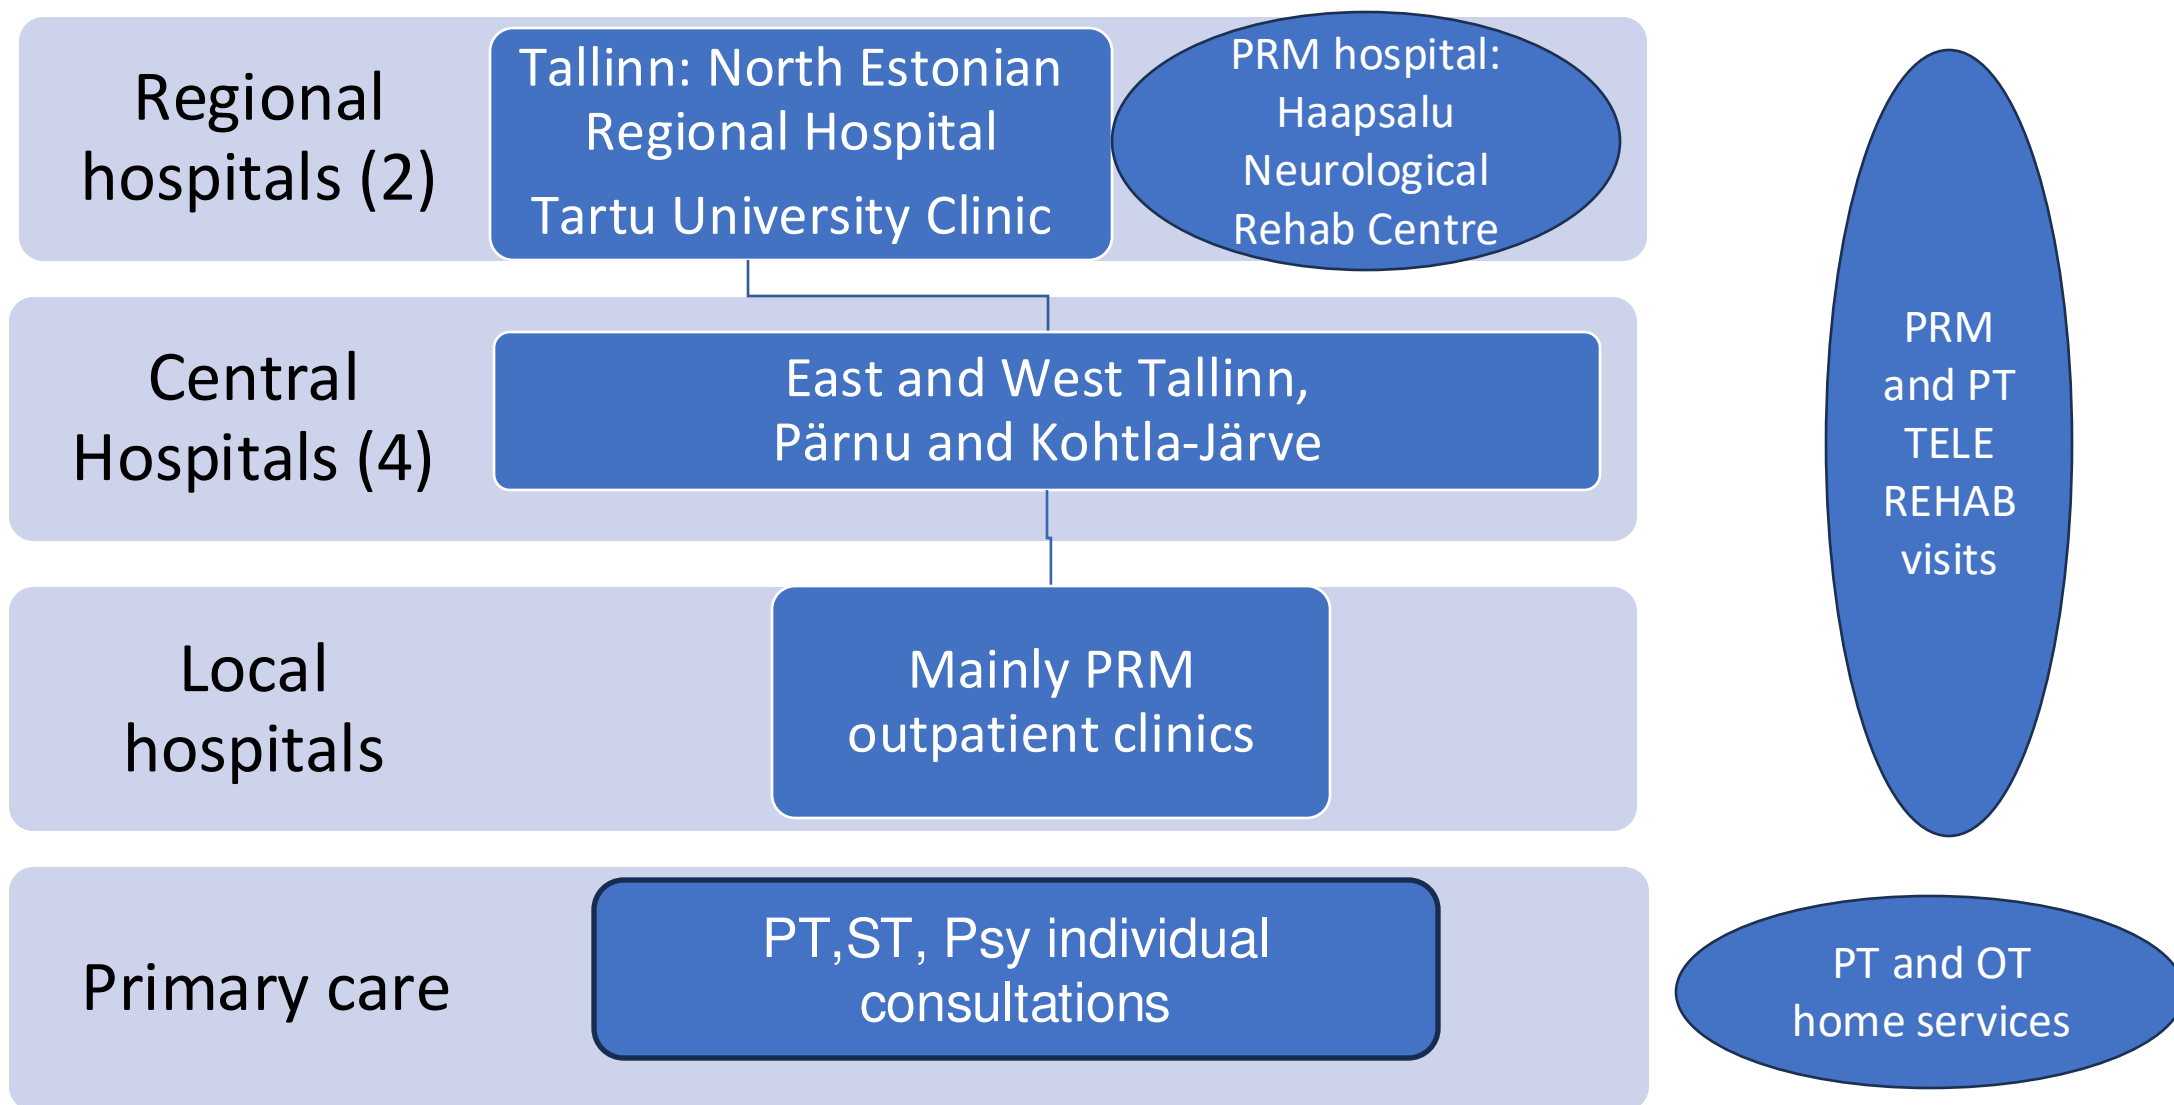 Regional
hospitals (2)
Tallinn: North Estonian
Regional Hospital
Tartu University Clinic
PRM hospital:
Haapsalu
Neurological
Rehab Centre
Central
Hospitals (4)
East and West Tallinn,
Pärnu and Kohtla-Järve
Local
hospitals
Mainly PRM
outpatient clinics
PRM
and PT
TELE
REHAB
visits
Primary care
PT,ST, Psy individual
consultations
PT and OT
home services